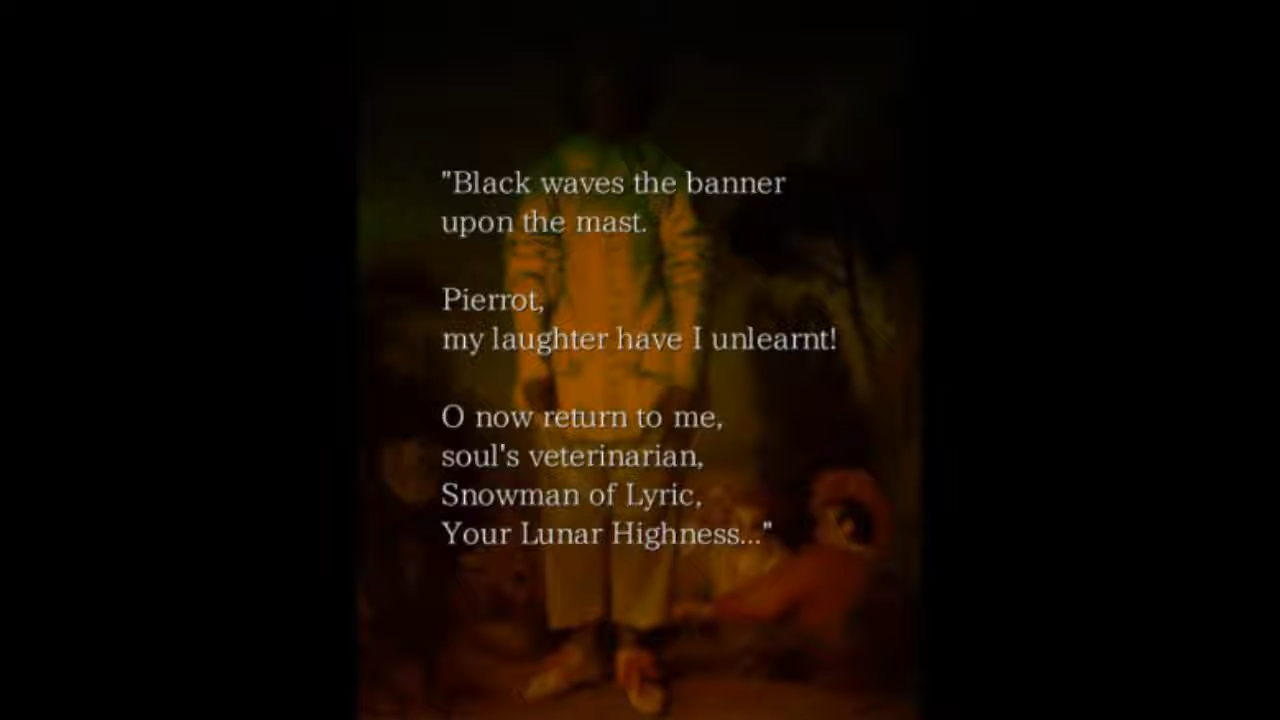 "Black waves the banner
upon the mast.
Pierrot,
my laughter have I unlearnt!
O now return to me,
soul's veterinarian,
Snowman of Lyric,
Your Lunar Highness..."